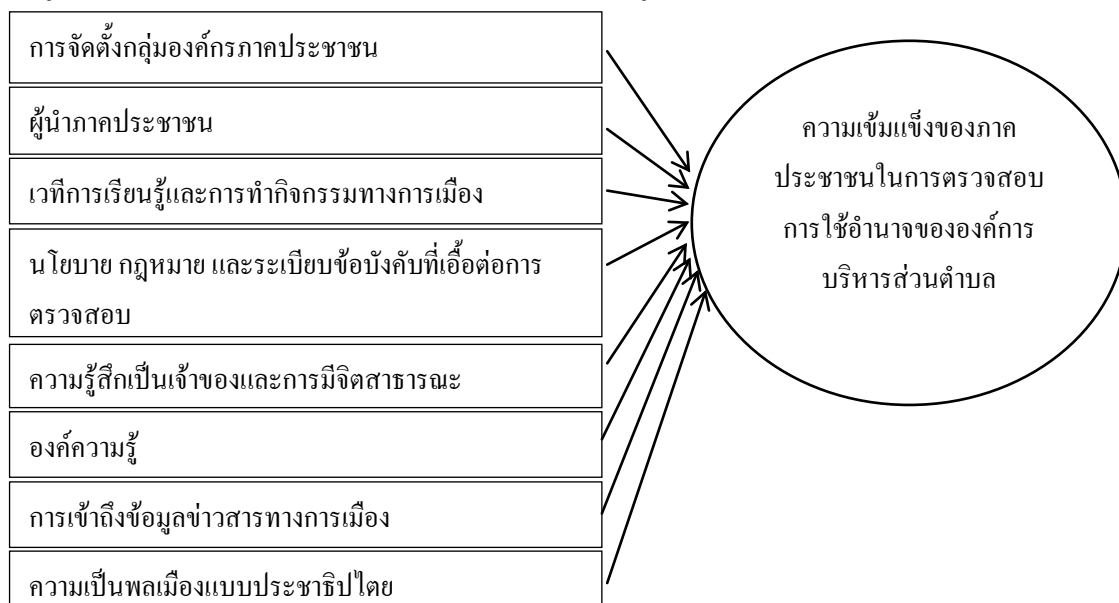 การจัดตั้งกลุ่มองค์กรภาคประชาชน
ผู้นำภาคประชาชน
เวทีการเรียนรู้และการทำกิจกรรมทางการเมือง
นโยบาย กฎหมาย และระเบียบข้อบังคับที่เอื้อต่อการ
ตรวจสอบ
ความรู้สึกเป็นเจ้าของและการมีจิตสาธารณะ
องค์ความรู้
การเข้าถึงข้อมูลข่าวสารทางการเมือง
ความเป็นพลเมืองแบบประชาธิปไตย
ความเข้มแข็งของภาค
ประชาชนในการตรวจสอบ
การใช้อำนาจขององค์การ
บริหารส่วนตำบล